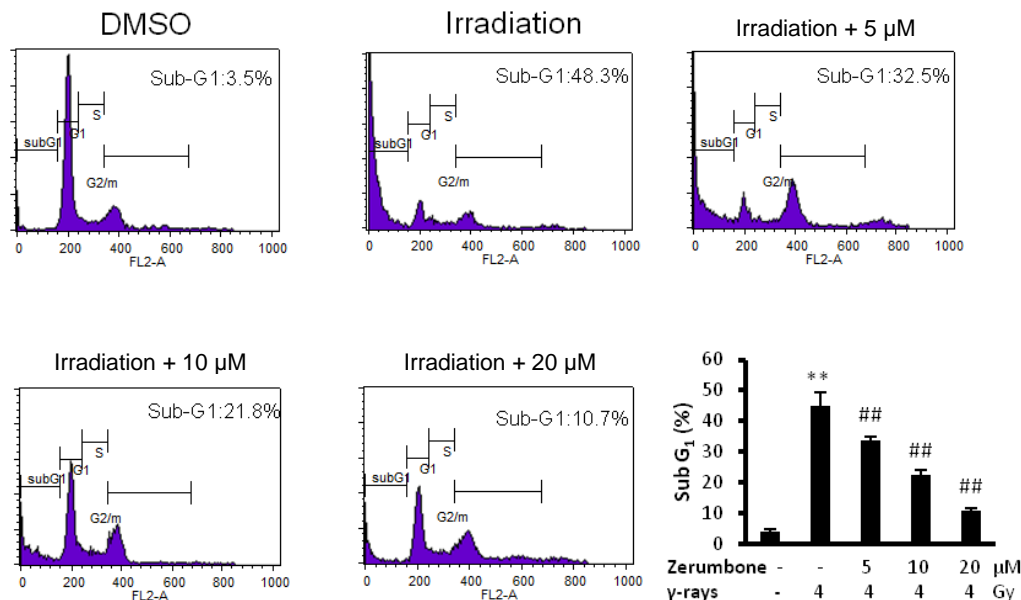 DMSO
Sub-G1:3.5%
S
G1
subG1
G2/m
0 200 400 600 800 1000
FL2-A
Irradiation
Sub-G1:48.3%
S
G1
subG1
G2/m
0 200 400 600 800 1000
FL2-A
Irradiation + 5 µM
Sub-G1:32.5%
S
G1
subG1
G2/m
0 200 400 600 800 1000
FL2-A
Irradiation + 10 µM
Sub-G1:21.8%
S
G1
subG1
G2/m
0 200 400 600 800 1000
FL2-A
Irradiation + 20 µM
Sub-G1:10.7%
S
G1
subG1
G2/m
0 200 400 600 800 1000
FL2-A
Sub G₁ (%)
60
50
40
30
20
10
0
**
##
##
##
Zerumbone - - 5 10 20 µM
γ-rays - 4 4 4 4 Gy